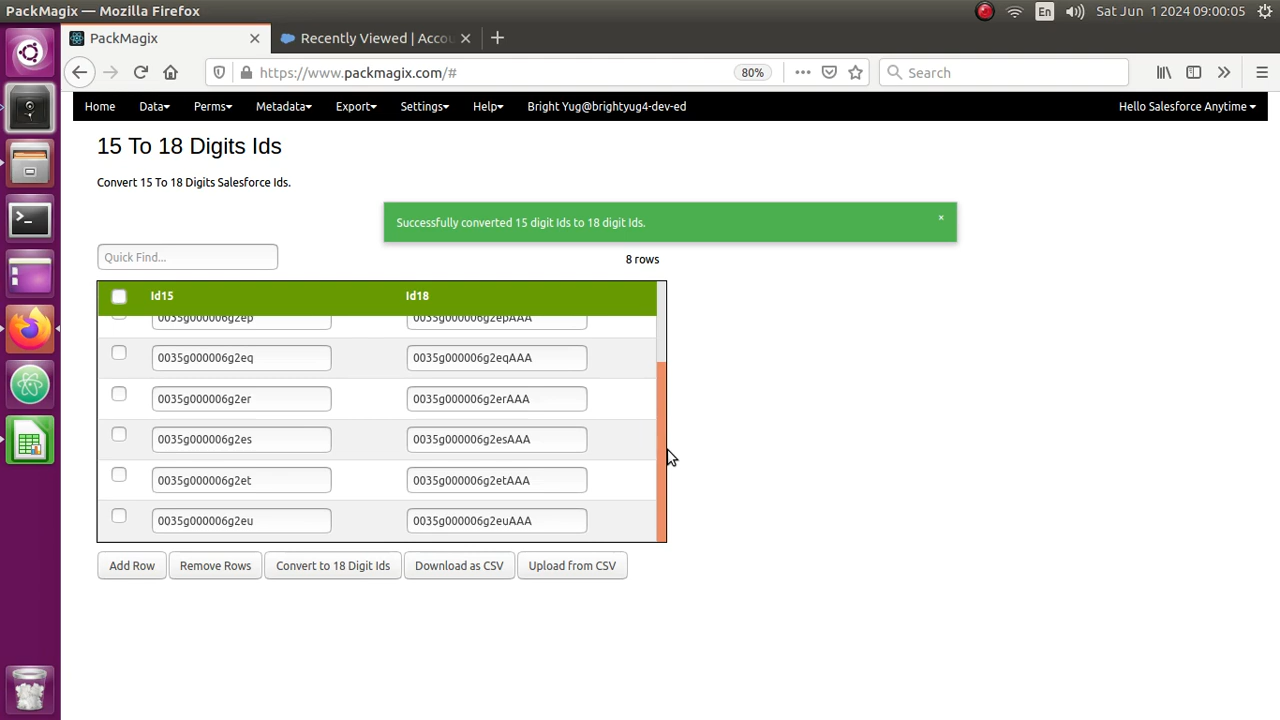 PackMagix — Mozilla Firefox
En
Sat Jun 1 2024 09:00:05
PackMagix
Recently Viewed | Accou
https://www.packmagix.com/#
80%
Search
Home Data Perms Metadata Export Settings Help Bright Yug@brightyug4-dev-ed Hello Salesforce Anytime
15 To 18 Digits Ids
Convert 15 To 18 Digits Salesforce Ids.
Successfully converted 15 digit Ids to 18 digit Ids. ×
Quick Find...
8 rows
Id15 Id18
0035g000006g2ep 0035g000006g2epAAA
0035g000006g2eq 0035g000006g2eqAAA
0035g000006g2er 0035g000006g2erAAA
0035g000006g2es 0035g000006g2esAAA
0035g000006g2et 0035g000006g2etAAA
0035g000006g2eu 0035g000006g2euAAA
Add Row Remove Rows Convert to 18 Digit Ids Download as CSV Upload from CSV